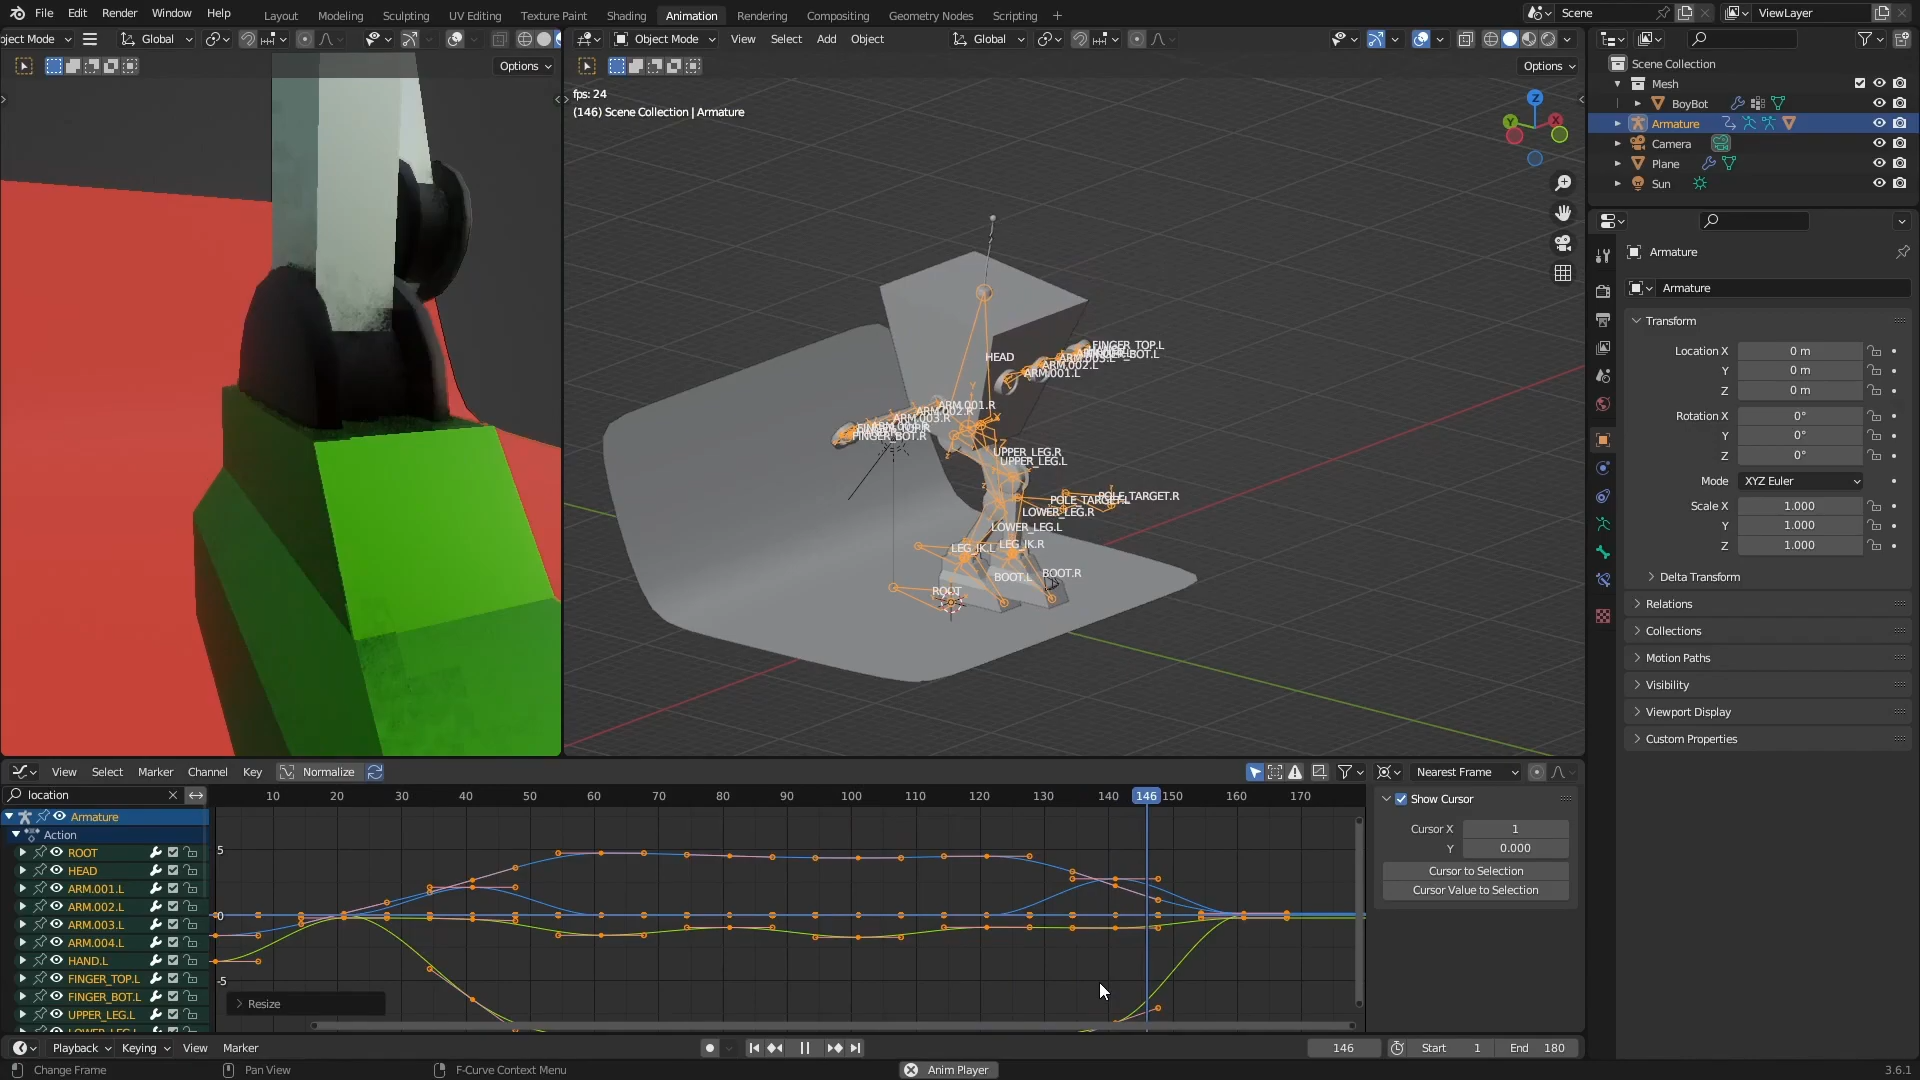 File Edit Render Window Help Layout Modeling Sculpting UV Editing Texture Paint Shading Animation Rendering Compositing Geometry Nodes Scripting + Scene ViewLayer
ject Mode Global
Object Mode View Select Add Object Global
Options
Options
fps: 24
(146) Scene Collection | Armature
Z
Y
X
HEAD
FINGER_TOP.L
ARM.002.L
ARM.001.L
ARM.001.R
ARM.002.R
ARM.003.R
FINGER_BOT.R
UPPER_LEG.R
UPPER_LEG.L
POLE_TARGET.R
POLE_TARGET.L
LOWER_LEG.R
LOWER_LEG.L
LEG_IK.R
LEG_IK.L
BOOT.R
BOOT.L
ROOT
Scene Collection
Mesh
BoyBot
Armature
Camera
Plane
Sun
Armature
Armature
Transform
Location X 0 m
Y 0 m
Z 0 m
Rotation X 0°
Y 0°
Z 0°
Mode XYZ Euler
Scale X 1.000
Y 1.000
Z 1.000
Delta Transform
Relations
Collections
Motion Paths
Visibility
Viewport Display
Custom Properties
View Select Marker Channel Key Normalize Nearest Frame
location
10 20 30 40 50 60 70 80 90 100 110 120 130 140 146 150 160 170
5
0
-5
Armature
Action
ROOT
HEAD
ARM.001.L
ARM.002.L
ARM.003.L
ARM.004.L
HAND.L
FINGER_TOP.L
FINGER_BOT.L
UPPER_LEG.L
Resize
Show Cursor
Cursor X 1
Y 0.000
Cursor to Selection
Cursor Value to Selection
Playback Keying View Marker 146 Start 1 End 180
Change Frame Pan View F-Curve Context Menu Anim Player 3.6.1